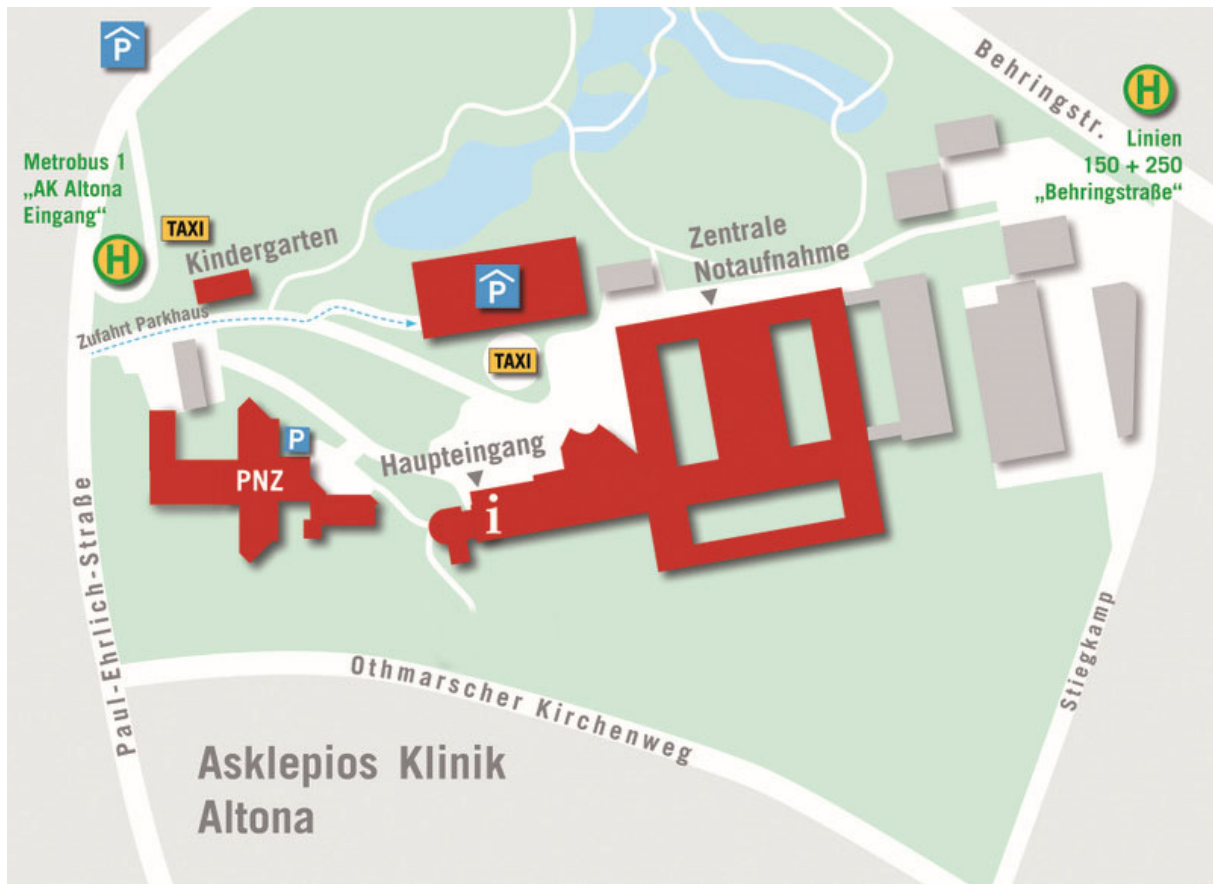 P
Behringstr.
H
Linien
150 + 250
„Behringstraße“
Metrobus 1
„AK Altona
Eingang“
H
TAXI
Kindergarten
Zentrale
Notaufnahme
P
Zufahrt Parkhaus
TAXI
P
Haupteingang
PNZ
i
Paul-Ehrlich-Straße
Othmarscher Kirchenweg
Stiegkamp
Asklepios Klinik
Altona